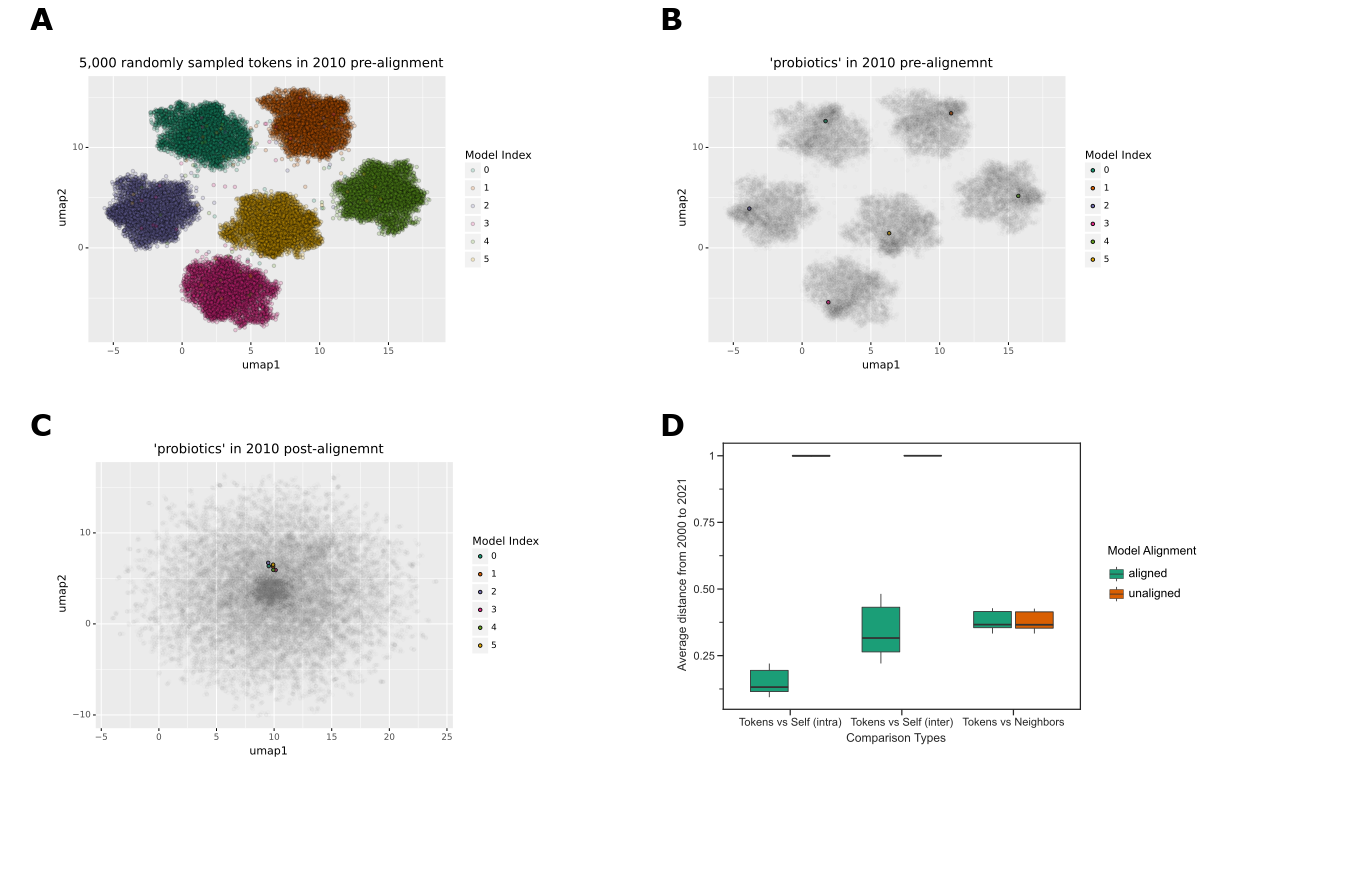 A
5,000 randomly sampled tokens in 2010 pre-alignment
10
0
umap2
−5
0
5
10
15
umap1
Model Index
0
1
2
3
4
5
B
'probiotics' in 2010 pre-alignemnt
10
0
umap2
−5
0
5
10
15
umap1
Model Index
0
1
2
3
4
5
C
'probiotics' in 2010 post-alignemnt
10
0
−10
umap2
−5
0
5
10
15
20
25
umap1
Model Index
0
1
2
3
4
5
D
1
0.75
0.50
0.25
Average distance from 2000 to 2021
Tokens vs Self (intra)
Tokens vs Self (inter)
Tokens vs Neighbors
Comparison Types
Model Alignment
aligned
unaligned